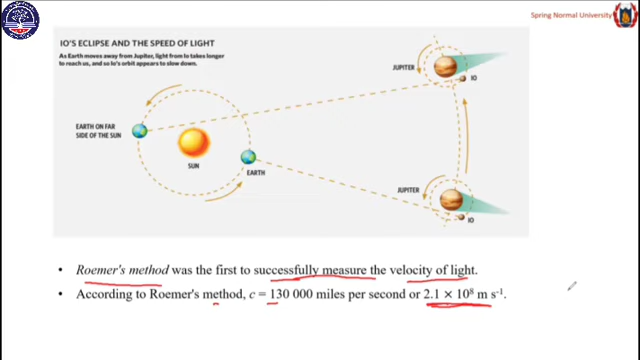 Spring Normal University
IO'S ECLIPSE AND THE SPEED OF LIGHT
As Earth moves away from Jupiter, light from Io takes longer
to reach us, and so Io's orbit appears to slow down.
JUPITER
IO
EARTH ON FAR
SIDE OF THE SUN
SUN
EARTH
JUPITER
IO
• Roemer's method was the first to successfully measure the velocity of light.
• According to Roemer's method, c = 130 000 miles per second or 2.1 × 10⁸ m s⁻¹.